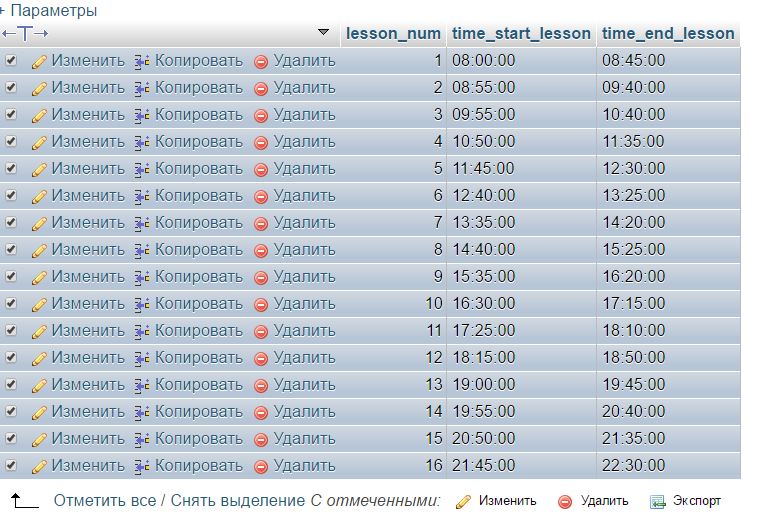 + Параметры
←T→ ▼ lesson_num time_start_lesson time_end_lesson
Изменить Копировать Удалить 1 08:00:00 08:45:00
Изменить Копировать Удалить 2 08:55:00 09:40:00
Изменить Копировать Удалить 3 09:55:00 10:40:00
Изменить Копировать Удалить 4 10:50:00 11:35:00
Изменить Копировать Удалить 5 11:45:00 12:30:00
Изменить Копировать Удалить 6 12:40:00 13:25:00
Изменить Копировать Удалить 7 13:35:00 14:20:00
Изменить Копировать Удалить 8 14:40:00 15:25:00
Изменить Копировать Удалить 9 15:35:00 16:20:00
Изменить Копировать Удалить 10 16:30:00 17:15:00
Изменить Копировать Удалить 11 17:25:00 18:10:00
Изменить Копировать Удалить 12 18:15:00 18:50:00
Изменить Копировать Удалить 13 19:00:00 19:45:00
Изменить Копировать Удалить 14 19:55:00 20:40:00
Изменить Копировать Удалить 15 20:50:00 21:35:00
Изменить Копировать Удалить 16 21:45:00 22:30:00
Отметить все / Снять выделение С отмеченными: Изменить Удалить Экспорт